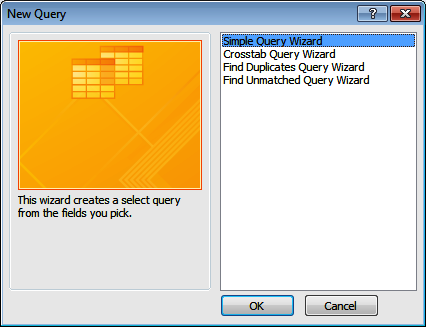 New Query
?
Simple Query Wizard
Crosstab Query Wizard
Find Duplicates Query Wizard
Find Unmatched Query Wizard
This wizard creates a select query
from the fields you pick.
OK
Cancel